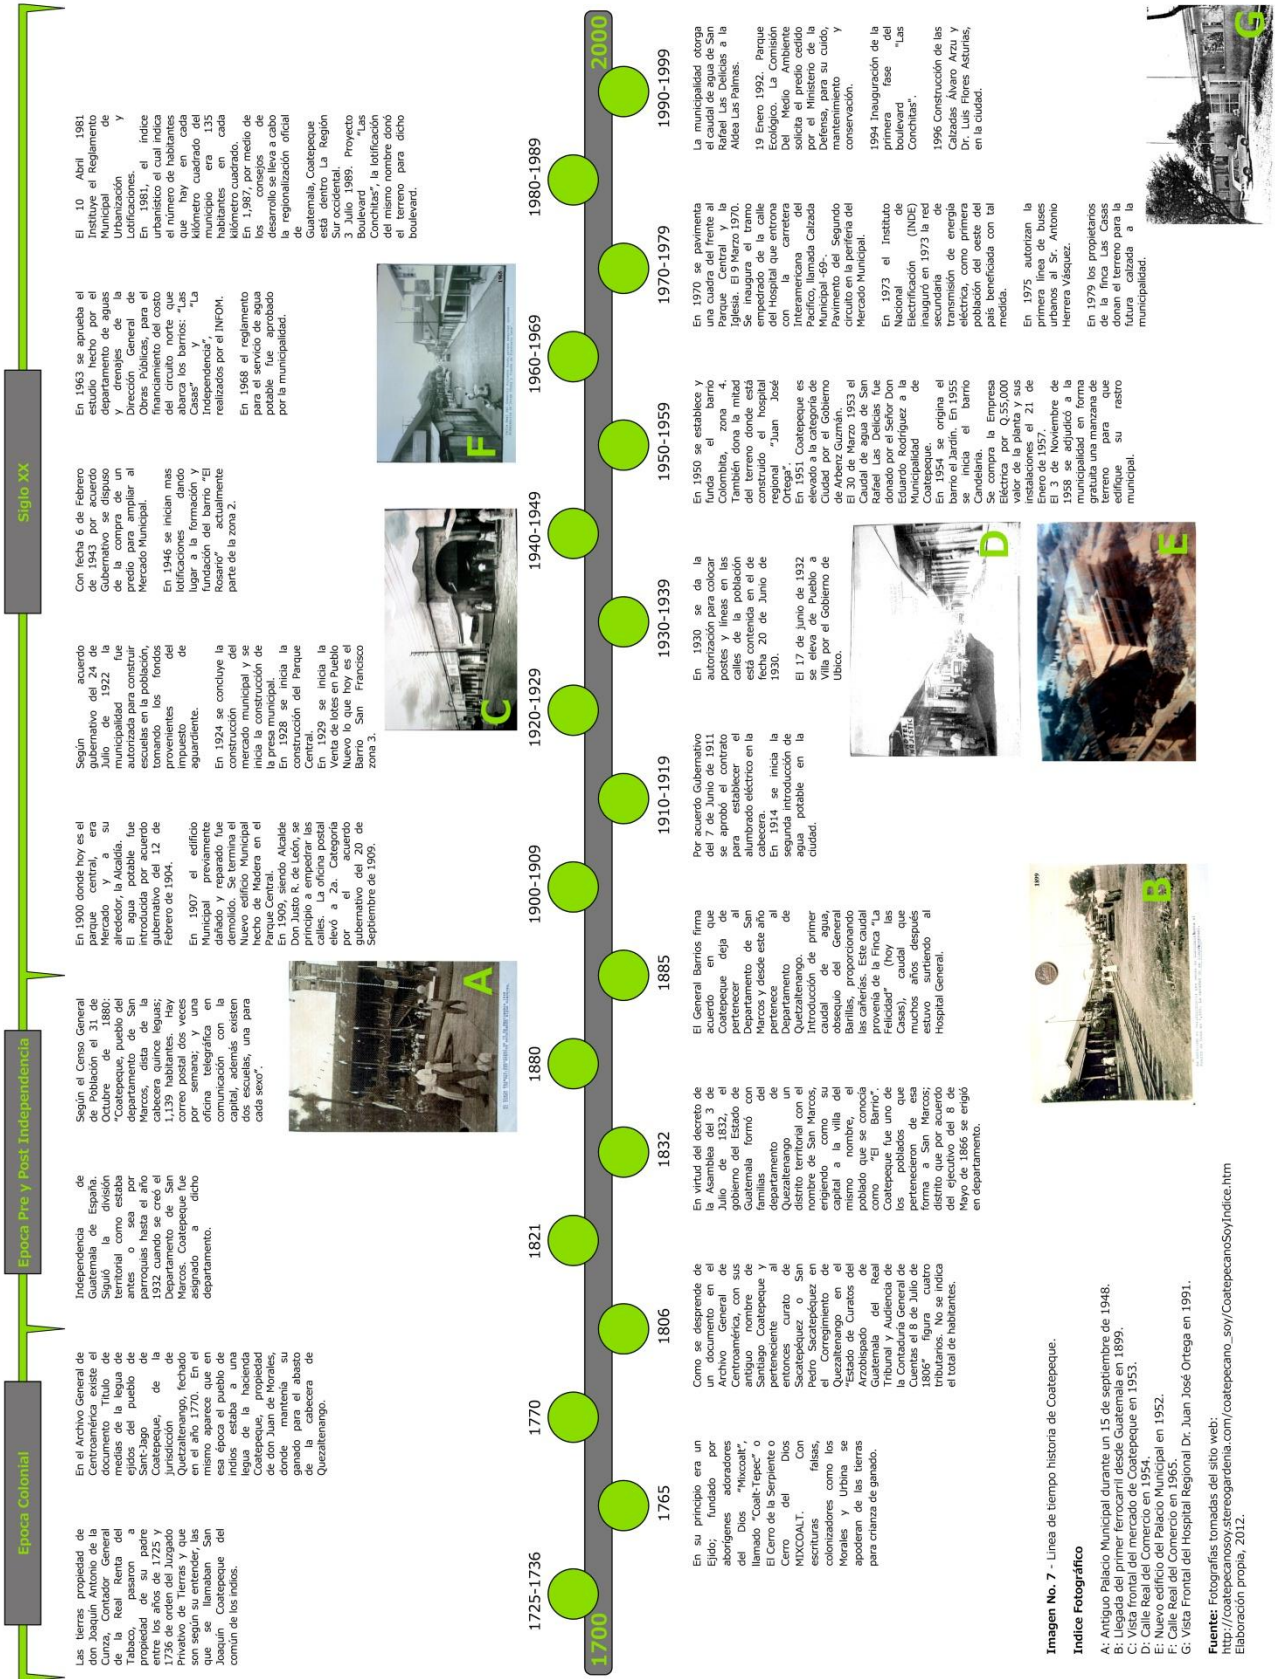 Epoca Colonial
Epoca Pre y Post Independencia
Siglo XX
Las tierras propiedad de
don Joaquín Antonio de la
Cunza, Contador General
de la Real Renta del
Tabaco, pasaron a
propiedad de su padre
entre los años de 1725 y
1736 de orden del Juzgado
Privativo de Tierras y que
son según su entender, las
que se llamaban San
Joaquín Coatepeque del
común de los indios.
En el Archivo General de
Centroamérica existe el
documento Título de
medias de la legua de
ejidos del pueblo de
Sant-Jago de
Coatepeque, de la
jurisdicción de
Quetzaltenango, fechado
en el año 1770. En el
mismo aparece que en
esa época el pueblo de
indios estaba a una
legua de la hacienda
Coatepeque, propiedad
de don Juan de Morales,
donde mantenía su
ganado para el abasto
de la cabecera de
Quezaltenango.
Independencia de
Guatemala de España.
Siguió la división
territorial como estaba
antes o sea por
parroquias hasta el año
1932 cuando se creó el
Departamento de San
Marcos. Coatepeque fue
asignado a dicho
departamento.
Según el Censo General
de Población el 31 de
Octubre de 1880:
"Coatepeque, pueblo del
departamento de San
Marcos, dista de la
cabecera quince leguas;
1,139 habitantes. Hay
correo postal dos veces
por semana; y una
oficina telegráfica en
comunicación con la
capital, además existen
dos escuelas, una para
cada sexo".
A
En 1900 donde hoy es el
parque central, era
Mercado y a su
alrededor, la Alcaldía.
El agua potable fue
introducida por acuerdo
gubernativo del 12 de
Febrero de 1904.
En 1907 el edificio
Municipal previamente
dañado y reparado fue
demolido. Se termina el
Nuevo edificio Municipal
hecho de Madera en el
Parque Central.
En 1909, siendo Alcalde
Don Justo R. de León, se
principio a empedrar las
calles. La oficina postal
elevó a 2a. Categoría
por el acuerdo
gubernativo del 20 de
Septiembre de 1909.
Según acuerdo
gubernativo del 24 de
Julio de 1922 la
municipalidad fue
autorizada para construir
escuelas en la población,
tomando los fondos
provenientes del
impuesto de
aguardiente.
En 1924 se concluye la
construcción del
mercado municipal y se
inicia la construcción de
la presa municipal.
En 1928 se inicia la
construcción del Parque
Central.
En 1929 se inicia la
Venta de lotes en Pueblo
Nuevo lo que hoy es el
Barrio San Francisco
zona 3.
C
Con fecha 6 de Febrero
de 1943 por acuerdo
Gubernativo se dispuso
de la compra de un
predio para ampliar al
Mercado Municipal.
En 1946 se inician mas
lotificaciones dando
lugar a la formación y
fundación del barrio "El
Rosario" actualmente
parte de la zona 2.
En 1963 se aprueba el
estudio hecho por el
departamento de aguas
y drenajes de la
Dirección General de
Obras Públicas, para el
financiamiento del costo
del circuito norte que
abarca los barrios: "Las
Casas" y "La
Independencia",
realizados por el INFOM.
En 1968 el reglamento
para el servicio de agua
potable fue aprobado
por la municipalidad.
F
El 10 Abril 1981
Instituye el Reglamento
Municipal de
Urbanización y
Lotificaciones.
En 1981, el índice
urbanístico el cual indica
el número de habitantes
que hay en cada
kilómetro cuadrado del
municipio era 135
habitantes en cada
kilómetro cuadrado.
En 1,987, por medio de
los consejos de
desarrollo se lleva a cabo
la regionalización oficial
de
Guatemala, Coatepeque
está dentro La Región
Sur occidental.
3 Julio 1989. Proyecto
Boulevard "Las
Conchitas", la lotificación
del mismo nombre donó
el terreno para dicho
boulevard.
1725-1736
1765
1770
1806
1821
1832
1880
1885
1900-1909
1910-1919
1920-1929
1930-1939
1940-1949
1950-1959
1960-1969
1970-1979
1980-1989
1990-1999
1700
2000
En su principio era un
Ejido; fundado por
aborígenes adoradores
del Dios "Mixcoalt",
llamado "Coalt-Tepec" o
El Cerro de la Serpiente o
Cerro del Dios
MIXCOALT. Con
escrituras falsas,
colonizadores como los
Morales y Urbina se
apoderan de las tierras
para crianza de ganado.
Como se desprende de
un documento en el
Archivo General de
Centroamérica, con sus
antiguo nombre de
Santiago Coatepeque y
perteneciente al
entonces curato de
Sacatepéquez o San
Pedro Sacatepéquez en
el Corregimiento de
Quezaltenango en el
"Estado de Curatos del
Arzobispado de
Guatemala del Real
Tribunal y Audiencia de
la Contaduría General de
Cuentas el 8 de Julio de
1806" figura cuatro
tributarios. No se indica
el total de habitantes.
En virtud del decreto de
la Asamblea del 3 de
Julio de 1832, el
gobierno del Estado de
Guatemala formó con
familias del
departamento de
Quezaltenango un
distrito territorial con el
nombre de San Marcos,
erigiendo como su
capital a la villa del
mismo nombre, el
poblado que se conocía
como "El Barrio".
Coatepeque fue uno de
los poblados que
pertenecieron de esa
forma a San Marcos;
distrito que por acuerdo
del ejecutivo del 8 de
Mayo de 1866 se erigió
en departamento.
El General Barrios firma
acuerdo en que
Coatepeque deja de
pertenecer al
Departamento de San
Marcos y desde este año
pertenece al
Departamento de
Quetzaltenango.
Introducción de primer
caudal de agua,
obsequio del General
Barillas, proporcionando
las cañerías. Este caudal
provenía de la Finca "La
Felicidad" (hoy las
Casas), caudal que
muchos años después
estuvo surtiendo al
Hospital General.
1899
B
Por acuerdo Gubernativo
del 7 de Junio de 1911
se aprobó el contrato
para establecer el
alumbrado eléctrico en la
cabecera.
En 1914 se inicia la
segunda introducción de
agua potable en la
ciudad.
En 1930 se da la
autorización para colocar
postes y líneas en las
calles de la población
está contenida en el de
fecha 20 de Junio de
1930.
El 17 de junio de 1932
se eleva de Pueblo a
Villa por el Gobierno de
Ubico.
HOTEL
MAJESTIC
D
E
En 1950 se establece y
funda el barrio
Colombita, zona 4.
También dona la mitad
del terreno donde está
construido el hospital
regional "Juan José
Ortega".
En 1951 Coatepeque es
elevado a la categoría de
Ciudad por el Gobierno
de Arbenz Guzmán.
El 30 de Marzo 1953 el
Caudal de agua de San
Rafael Las Delicias fue
donado por el Señor Don
Eduardo Rodríguez a la
Municipalidad de
Coatepeque.
En 1954 se origina el
barrio el Jardín. En 1955
se inicia el barrio
Candelaria.
Se compra la Empresa
Eléctrica por Q.55,000
valor de la planta y sus
instalaciones el 21 de
Enero de 1957.
El 3 de Noviembre de
1958 se adjudicó a la
municipalidad en forma
gratuita una manzana de
terreno para que
edifique su rastro
municipal.
En 1970 se pavimenta
una cuadra del frente al
Parque Central y la
Iglesia. El 9 Marzo 1970.
Se inaugura el tramo
empedrado de la calle
del Hospital que entrona
con la carretera
Interamericana del
Pacífico, llamada Calzada
Municipal -69-.
Pavimento del Segundo
circuito en la periferia del
Mercado Municipal.
En 1973 el Instituto
Nacional de
Electrificación (INDE)
inauguro en 1973 la red
secundaria de
transmisión de energía
eléctrica, como primera
población del oeste del
país beneficiada con tal
medida.
En 1975 autorizan la
primera línea de buses
urbanos al Sr. Antonio
Herrera Vásquez.
En 1979 los propietarios
de la finca Las Casas
donan el terreno para la
futura calzada a la
municipalidad.
La municipalidad otorga
el caudal de agua de San
Rafael Las Delicias a la
Aldea Las Palmas.
19 Enero 1992. Parque
Ecológico. La Comisión
Del Medio Ambiente
solicita el predio cedido
por el Ministerio de la
Defensa, para su cuido,
mantenimiento y
conservación.
1994 Inauguración de la
primera fase del
boulevard "Las
Conchitas".
1996 Construcción de las
Calzadas Álvaro Arzu y
Dr. Luis Flores Asturias,
en la ciudad.
G
Imagen No. 7 - Linea de tiempo historia de Coatepeque.
Indice Fotográfico
A: Antiguo Palacio Municipal durante un 15 de septiembre de 1948.
B: Llegada del primer ferrocarril desde Guatemala en 1899.
C: Vista frontal del mercado de Coatepeque en 1953.
D: Calle Real del Comercio en 1954.
E: Nuevo edificio del Palacio Municipal en 1952.
F: Calle Real del Comercio en 1965.
G: Vista Frontal del Hospital Regional Dr. Juan José Ortega en 1991.
Fuente: Fotografías tomadas del sitio web:
http://coatepecanosoy.stereogardenia.com/coatepecano_soy/CoatepecanoSoyIndice.htm
Elaboración propia, 2012.